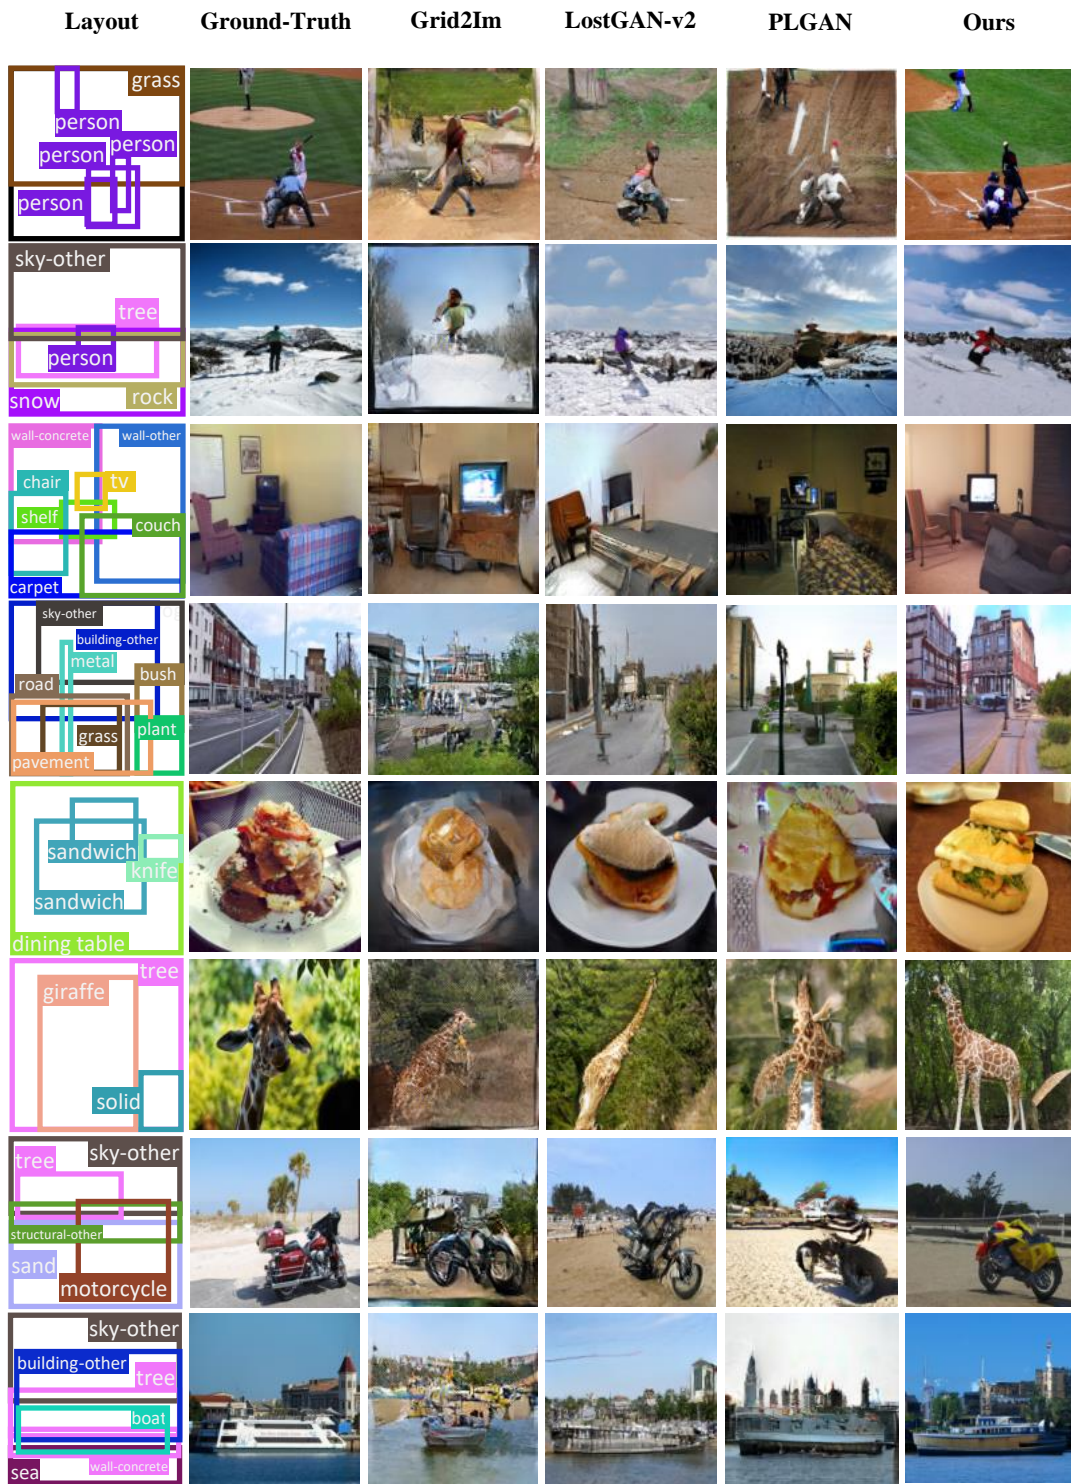 Layout Ground-Truth Grid2Im LostGAN-v2 PLGAN Ours
grass
person
person
person
person
sky-other
tree
person
snow
rock
wall-concrete
wall-other
chair
tv
shelf
couch
carpet
sky-other
building-other
metal
road
bush
grass
plant
pavement
sandwich
knife
sandwich
dining table
tree
giraffe
solid
sky-other
tree
structural-other
sand
motorcycle
sky-other
building-other
tree
boat
wall-concrete
sea